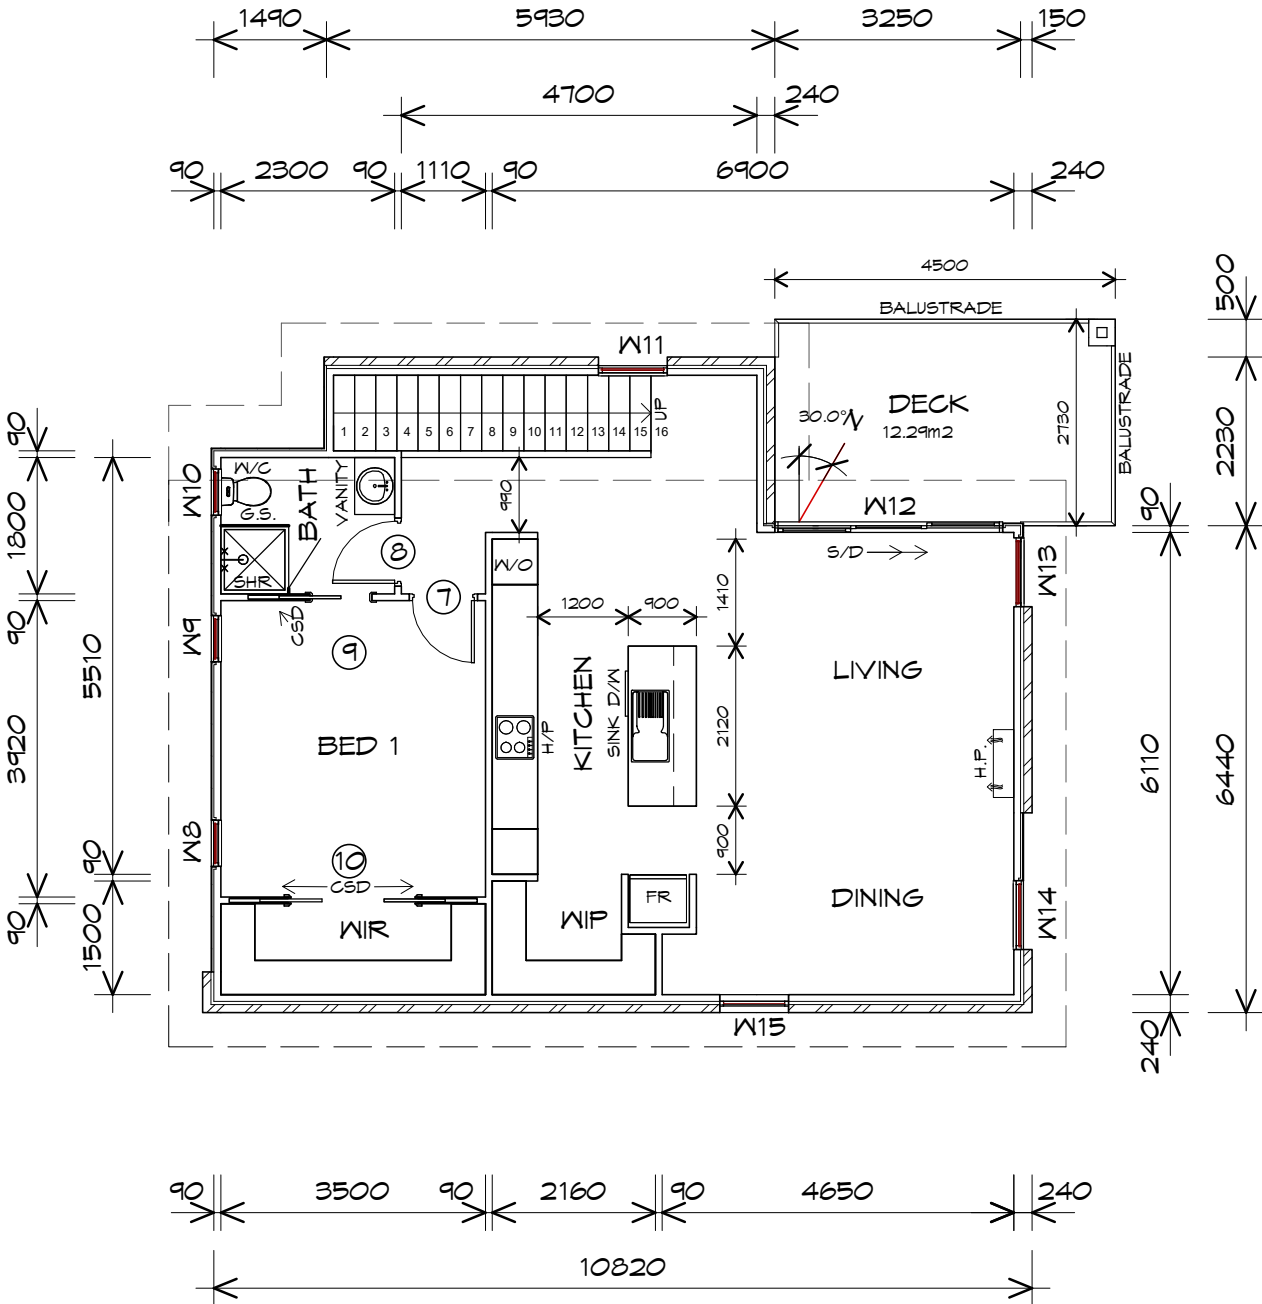 1490 5930 3250 150
4700 240
90 2300 90 1110 90 6900 240
4500
BALUSTRADE
500
W11
BALUSTRADE
DECK
12.29m2
2730
30.0° N
UP
1 2 3 4 5 6 7 8 9 10 11 12 13 14 15 16
2230
90
W/C
BATH
VANITY
W10
G.S.
990
W12
90
1800
8
S/D
W13
W/O
SHR
7
1410
1200 900
90
CSD
W9
9
5510
LIVING
KITCHEN
SINK D/W
2120
BED 1
H/P
H.P.
3920
6110
6440
W8
10
900
90
CSD
FR
DINING
W14
WIR
WIP
90
1500
W15
240
90 3500 90 2160 90 4650 240
10820